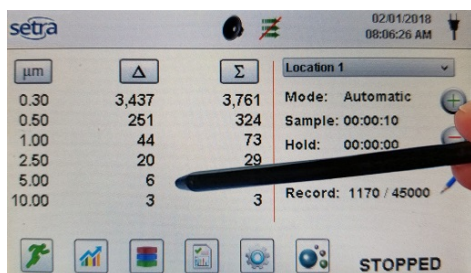 setra
02/01/2018
08:06:26 AM
µm Δ Σ
0.30 3,437 3,761
0.50 251 324
1.00 44 73
2.50 20 29
5.00 6
10.00 3 3
Location 1
Mode: Automatic
Sample: 00:00:10
Hold: 00:00:00
Record: 1170 / 45000
STOPPED